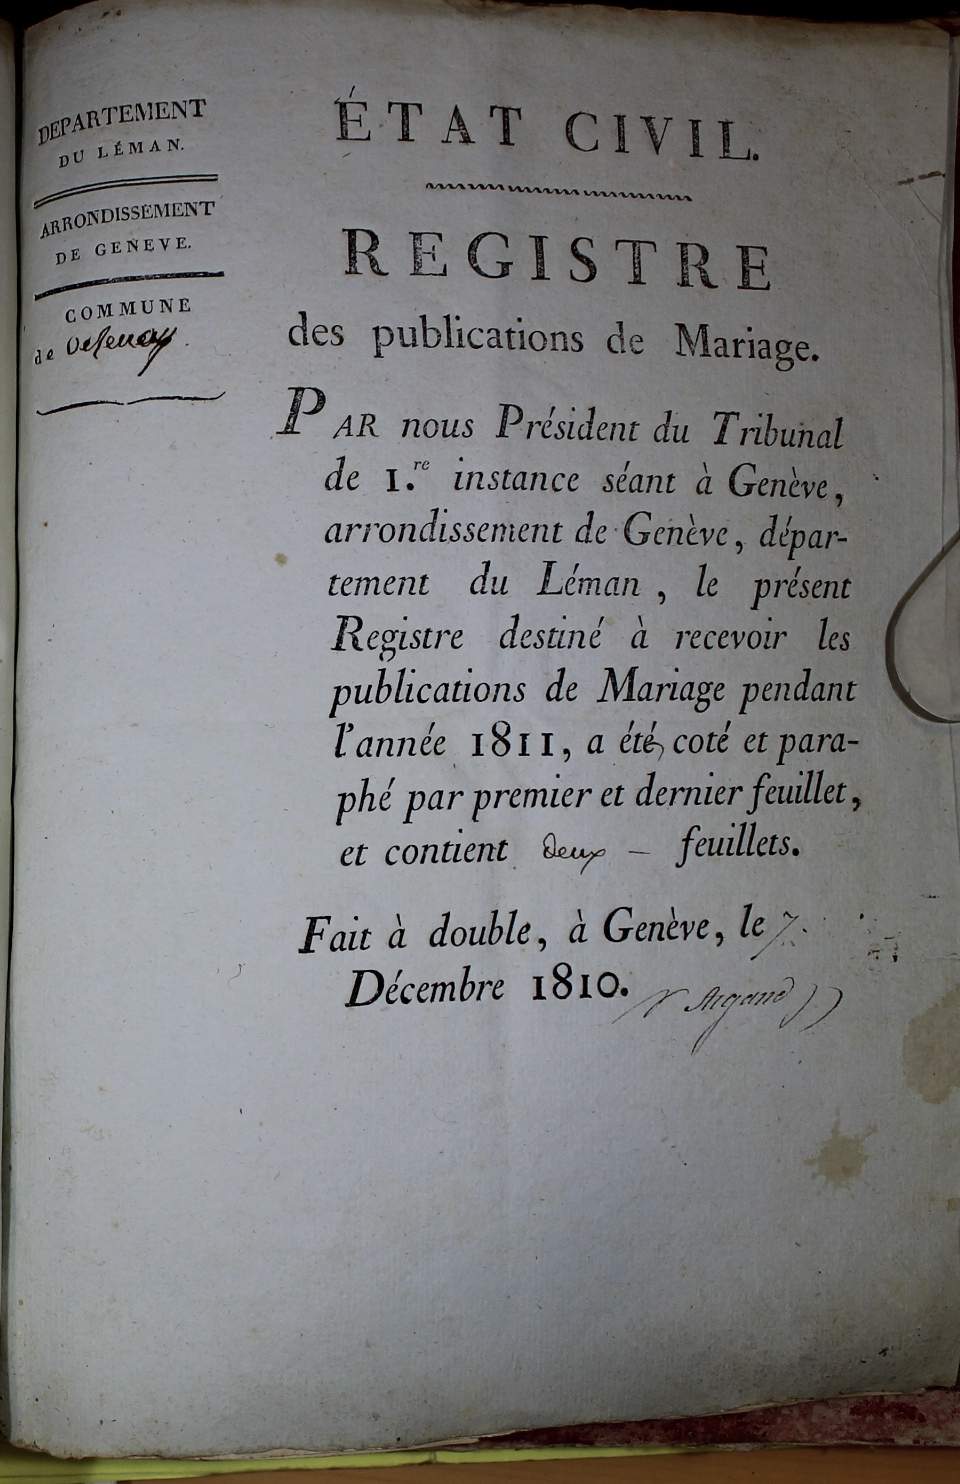 DEPARTEMENT
DU LÉMAN.
ARRONDISSEMENT
DE GENEVE.
COMMUNE
de Vesenay.
ÉTAT CIVIL.
REGISTRE
des publications de Mariage.
PAR nous Président du Tribunal
de 1.re instance séant à Genève,
arrondissement de Genève, dépar-
tement du Léman, le présent
Registre destiné à recevoir les
publications de Mariage pendant
l'année 1811, a été, coté et para-
phé par premier et dernier feuillet,
et contient deux — feuillets.
Fait à double, à Genève, le 7.
Décembre 1810.
Argand